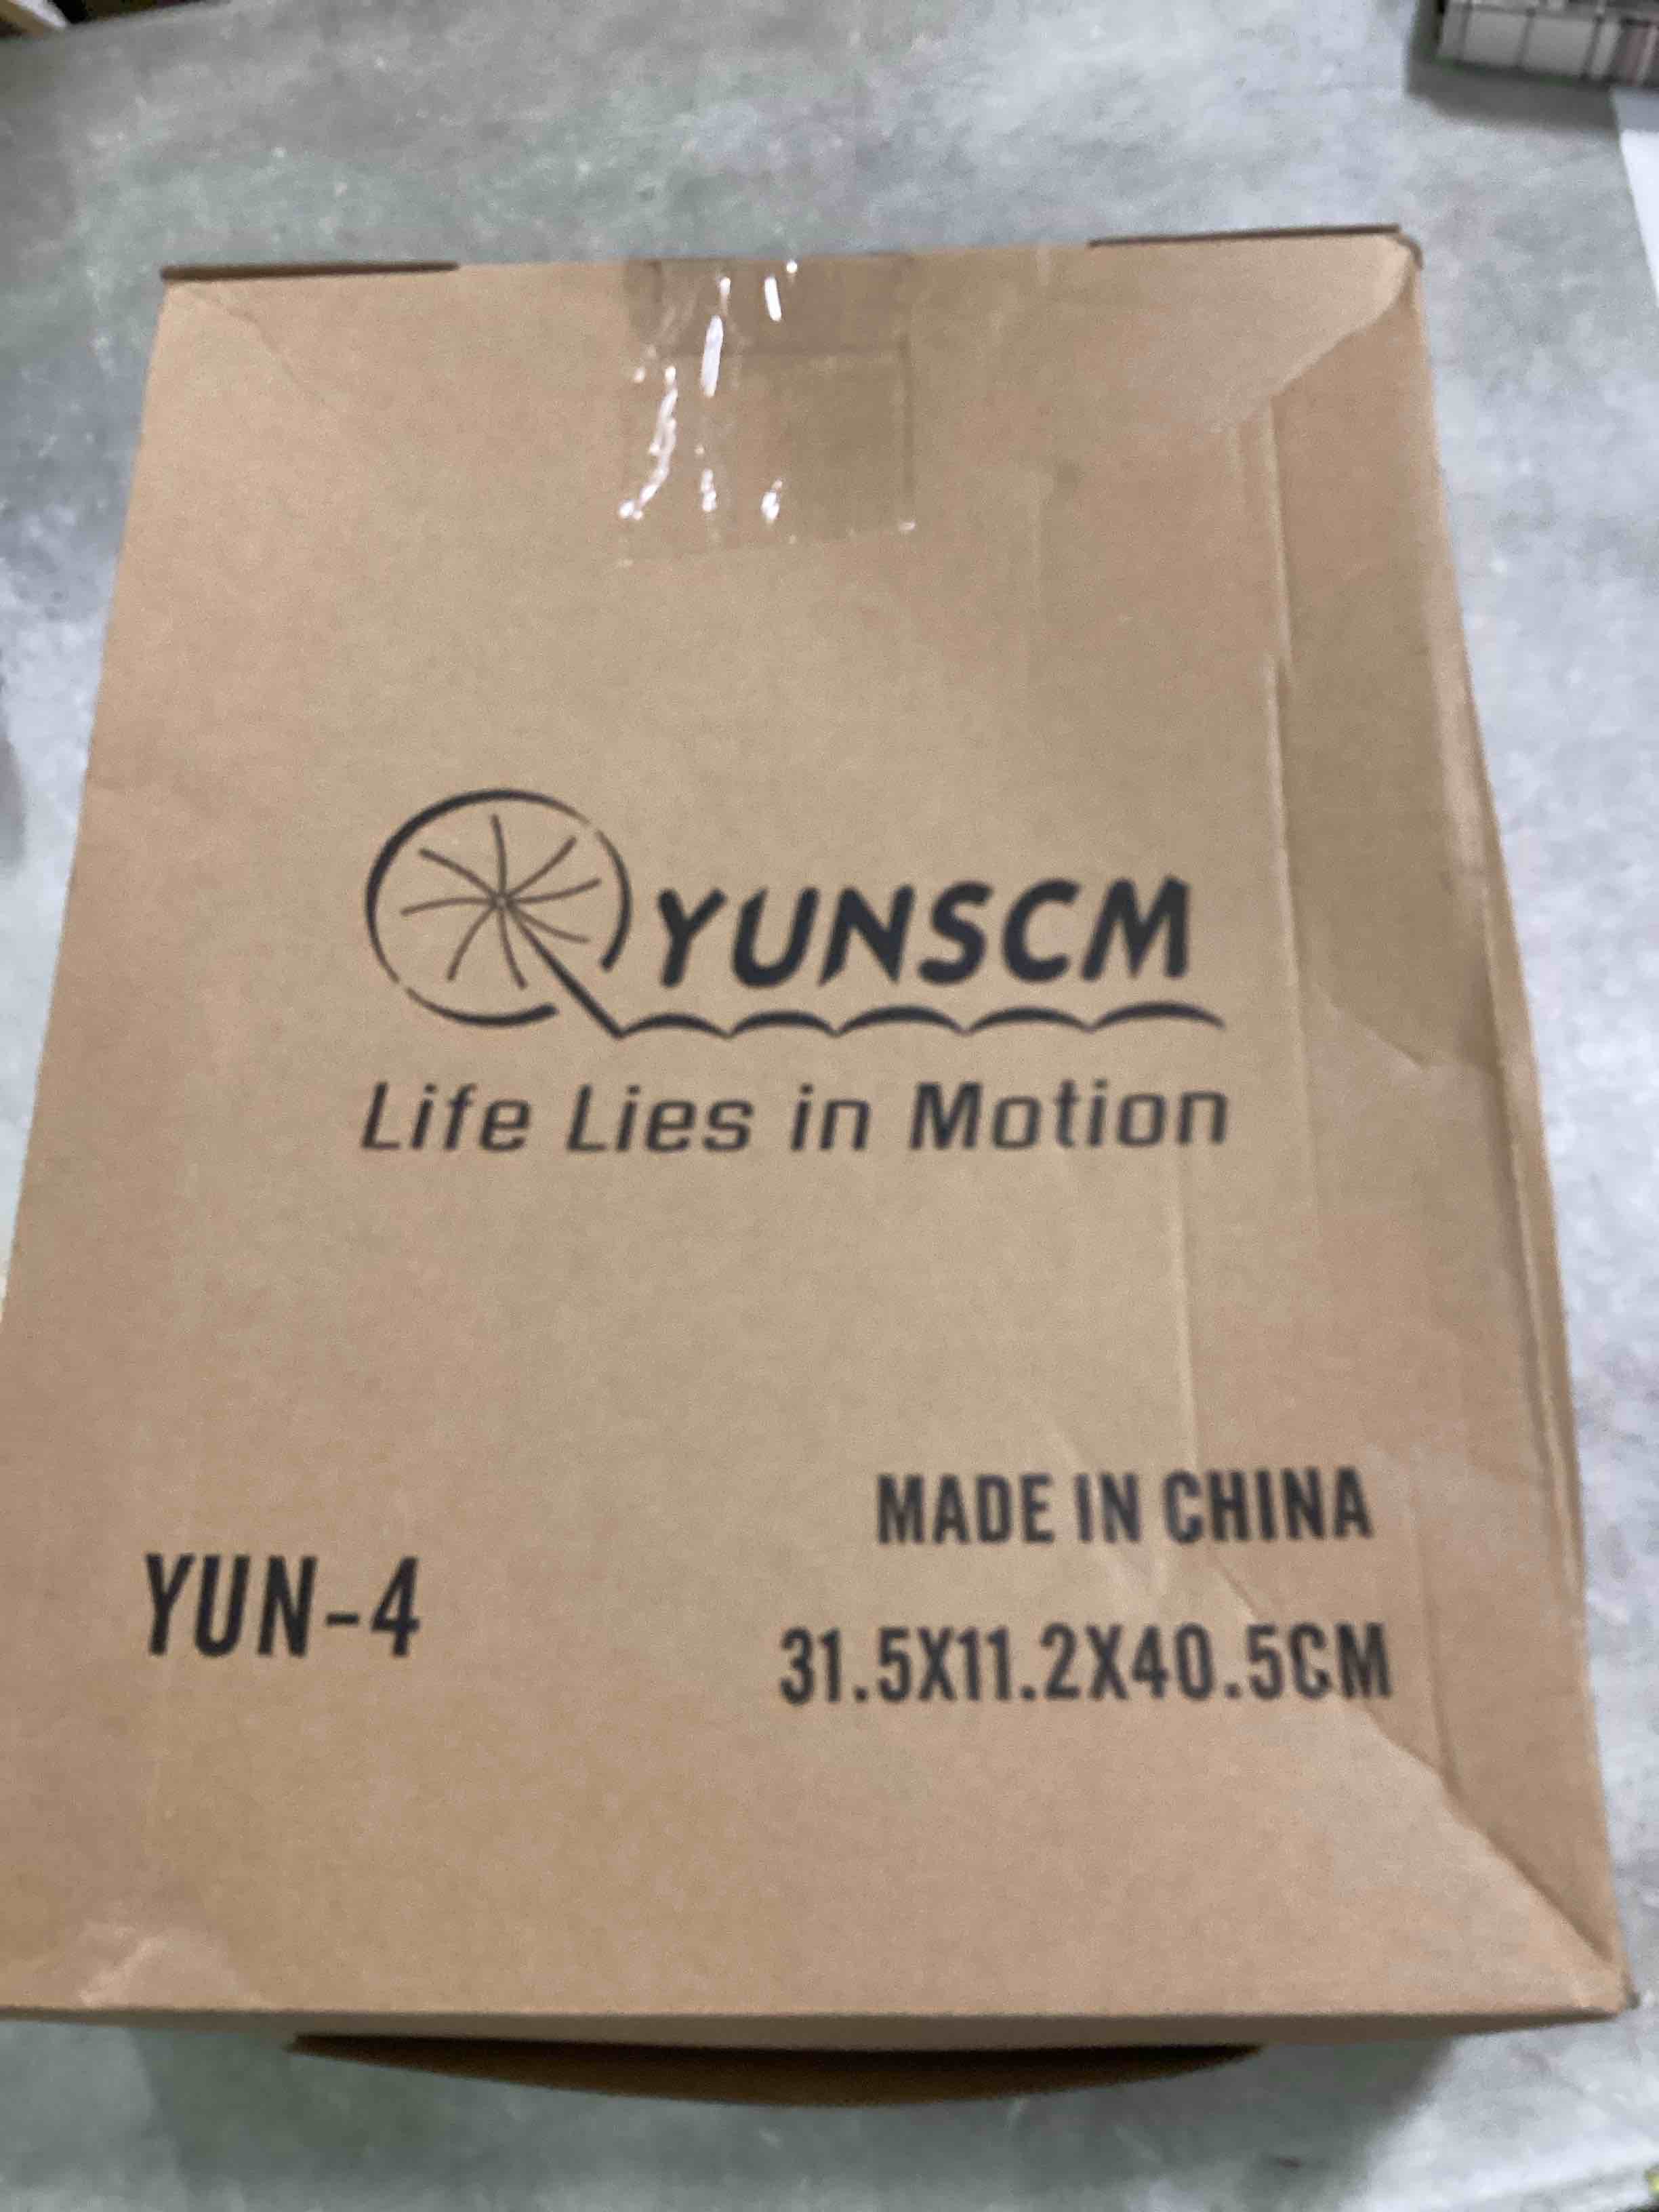 YUNSCM
Life Lies in Motion
MADE IN CHINA
YUN-4
31.5X11.2X40.5CM